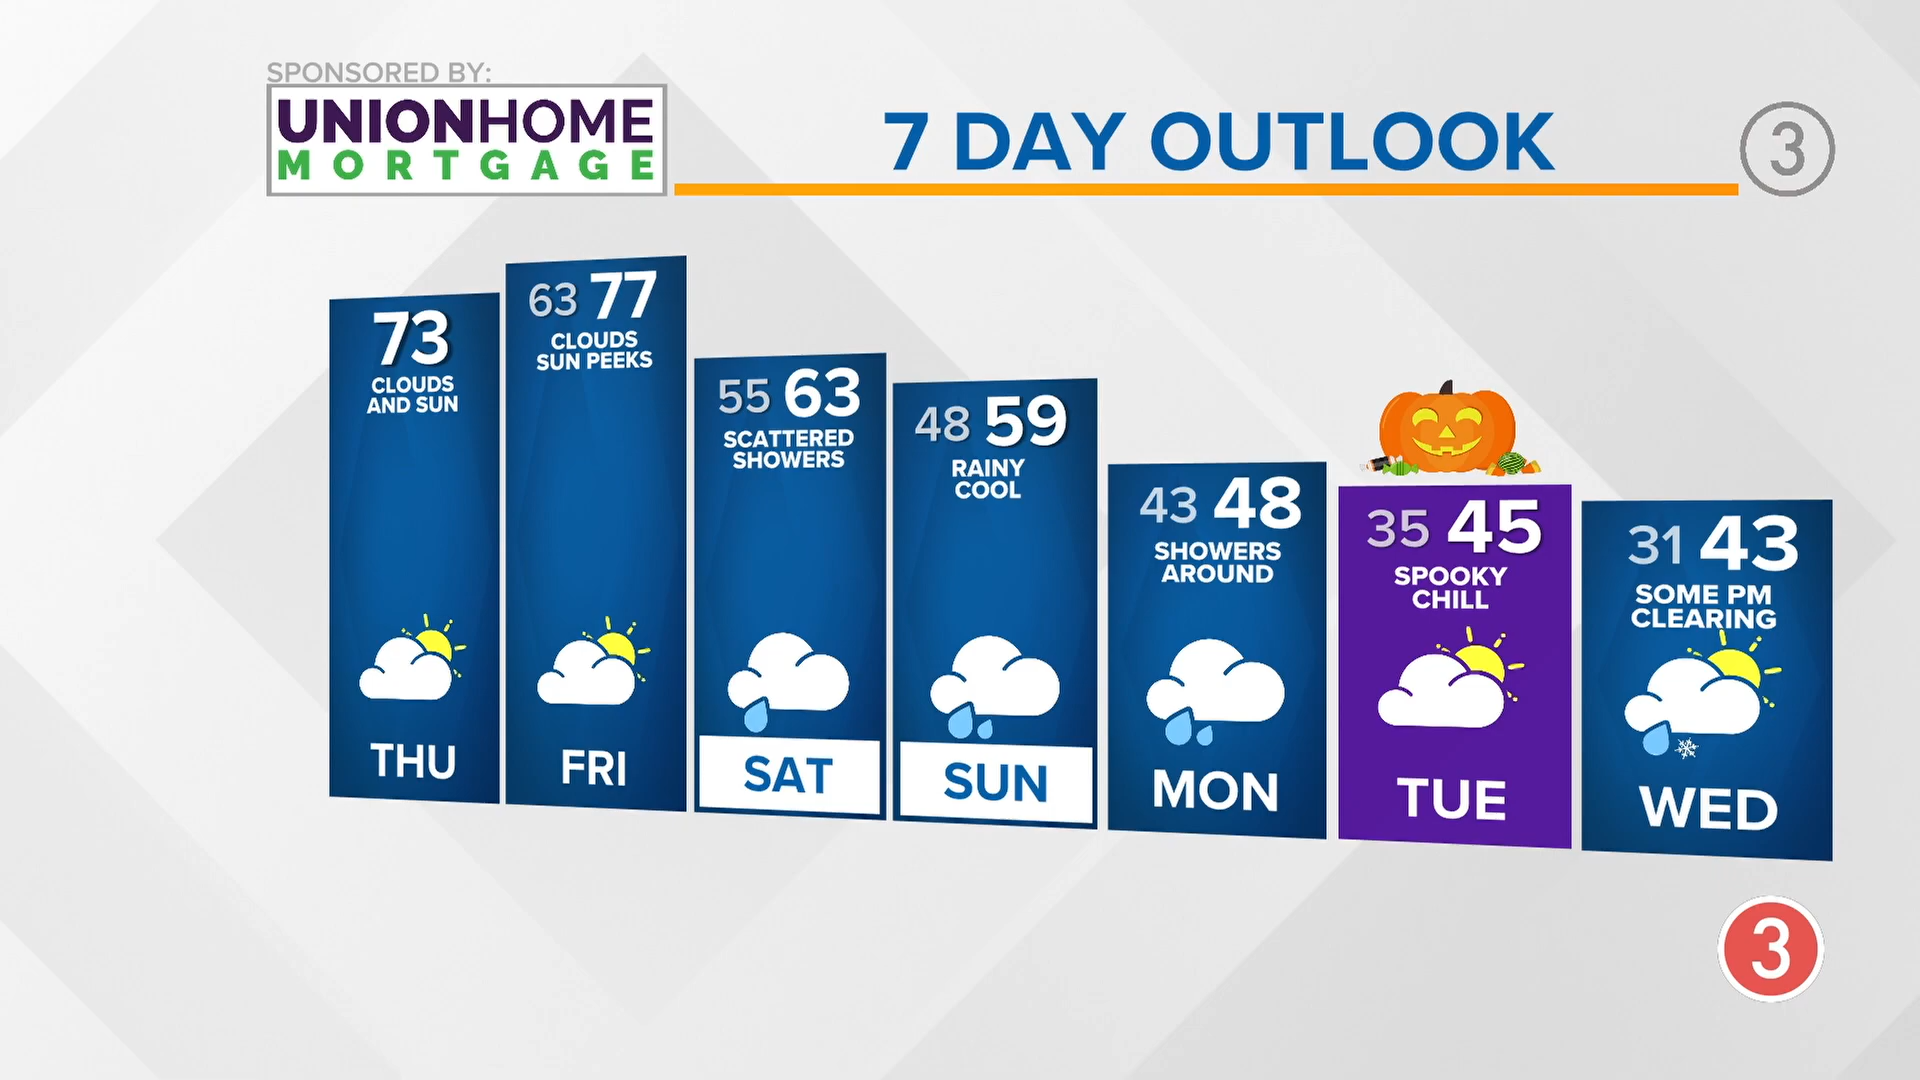 SPONSORED BY:
UNIONHOME
MORTGAGE
7 DAY OUTLOOK
3
73
CLOUDS
AND SUN
THU
63 77
CLOUDS
SUN PEEKS
FRI
55 63
SCATTERED
SHOWERS
SAT
48 59
RAINY
COOL
SUN
43 48
SHOWERS
AROUND
MON
35 45
SPOOKY
CHILL
TUE
31 43
SOME PM
CLEARING
WED
3